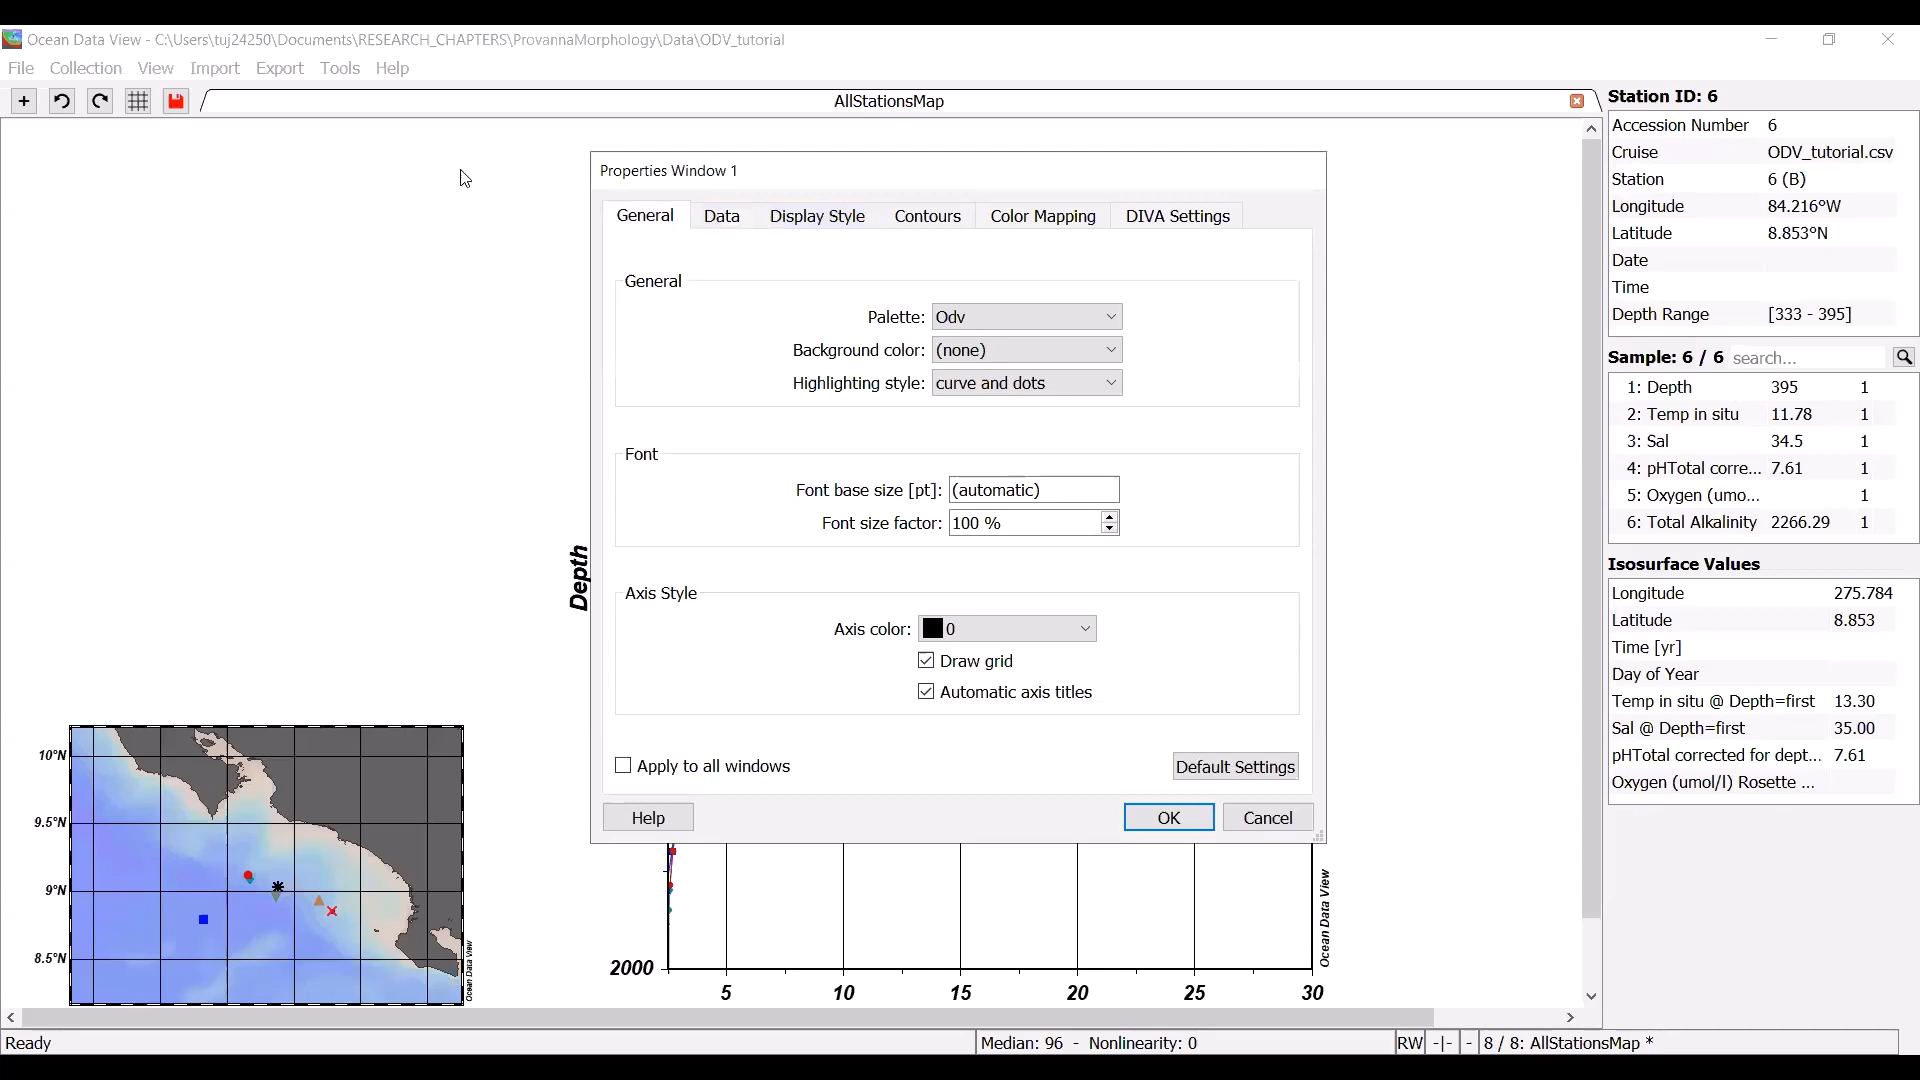 Ocean Data View - C:\Users\tuj24250\Documents\RESEARCH_CHAPTERS\ProvannaMorphology\Data\ODV_tutorial
File Collection View Import Export Tools Help
AllStationsMap
Properties Window 1
General Data Display Style Contours Color Mapping DIVA Settings
General
Palette: Odv
Background color: (none)
Highlighting style: curve and dots
Font
Font base size [pt]: (automatic)
Font size factor: 100 %
Axis Style
Axis color: 0
Draw grid
Automatic axis titles
Apply to all windows
Default Settings
Help OK Cancel
Depth
2000
5 10 15 20 25 30
Ocean Data View
10°N
9.5°N
9°N
8.5°N
Ocean Data View
Station ID: 6
Accession Number 6
Cruise ODV_tutorial.csv
Station 6 (B)
Longitude 84.216°W
Latitude 8.853°N
Date
Time
Depth Range [333 - 395]
Sample: 6 / 6 search...
1: Depth 395 1
2: Temp in situ 11.78 1
3: Sal 34.5 1
4: pHTotal corre... 7.61 1
5: Oxygen (umo... 1
6: Total Alkalinity 2266.29 1
Isosurface Values
Longitude 275.784
Latitude 8.853
Time [yr]
Day of Year
Temp in situ @ Depth=first 13.30
Sal @ Depth=first 35.00
pHTotal corrected for dept... 7.61
Oxygen (umol/l) Rosette ...
Ready
Median: 96 - Nonlinearity: 0
RW -|- - 8 / 8: AllStationsMap *